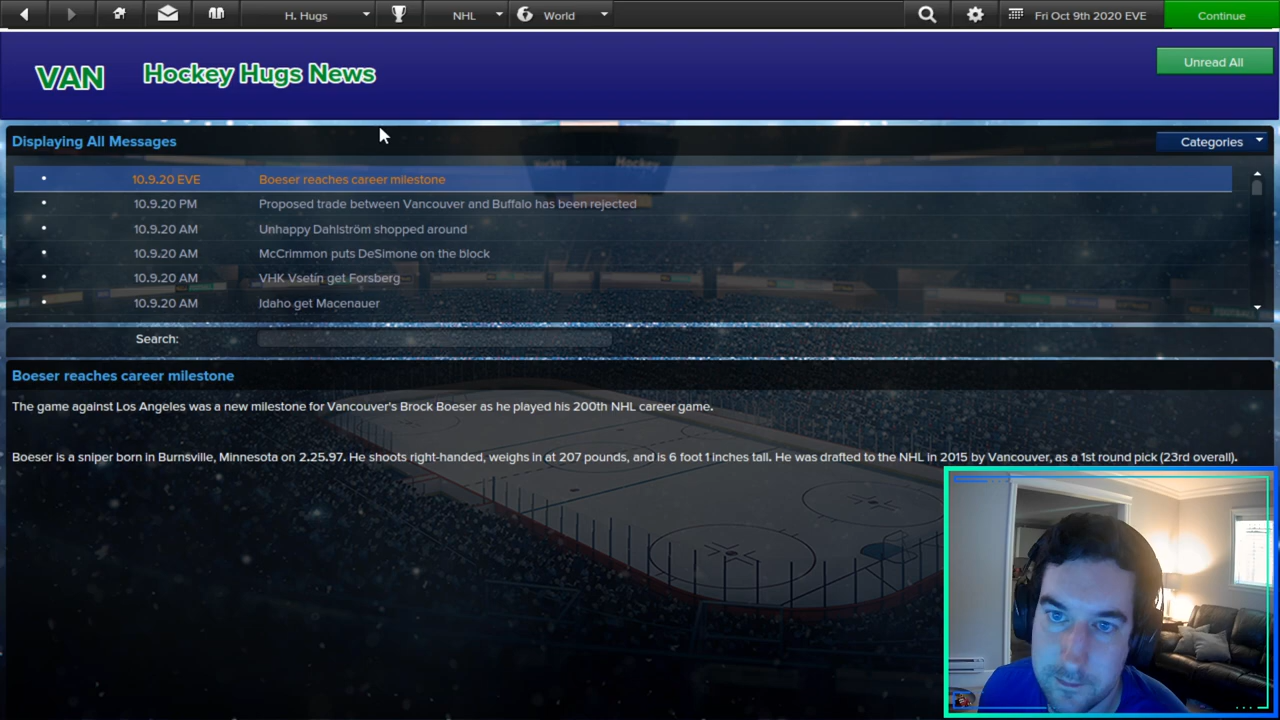 H. Hugs
NHL
World
Fri Oct 9th 2020 EVE
Continue
VAN
Hockey Hugs News
Unread All
Displaying All Messages
Categories
10.9.20 EVE Boeser reaches career milestone
10.9.20 PM Proposed trade between Vancouver and Buffalo has been rejected
10.9.20 AM Unhappy Dahlström shopped around
10.9.20 AM McCrimmon puts DeSimone on the block
10.9.20 AM VHK Vsetín get Forsberg
10.9.20 AM Idaho get Macenauer
Search:
Boeser reaches career milestone
The game against Los Angeles was a new milestone for Vancouver's Brock Boeser as he played his 200th NHL career game.
Boeser is a sniper born in Burnsville, Minnesota on 2.25.97. He shoots right-handed, weighs in at 207 pounds, and is 6 foot 1 inches tall. He was drafted to the NHL in 2015 by Vancouver, as a 1st round pick (23rd overall).